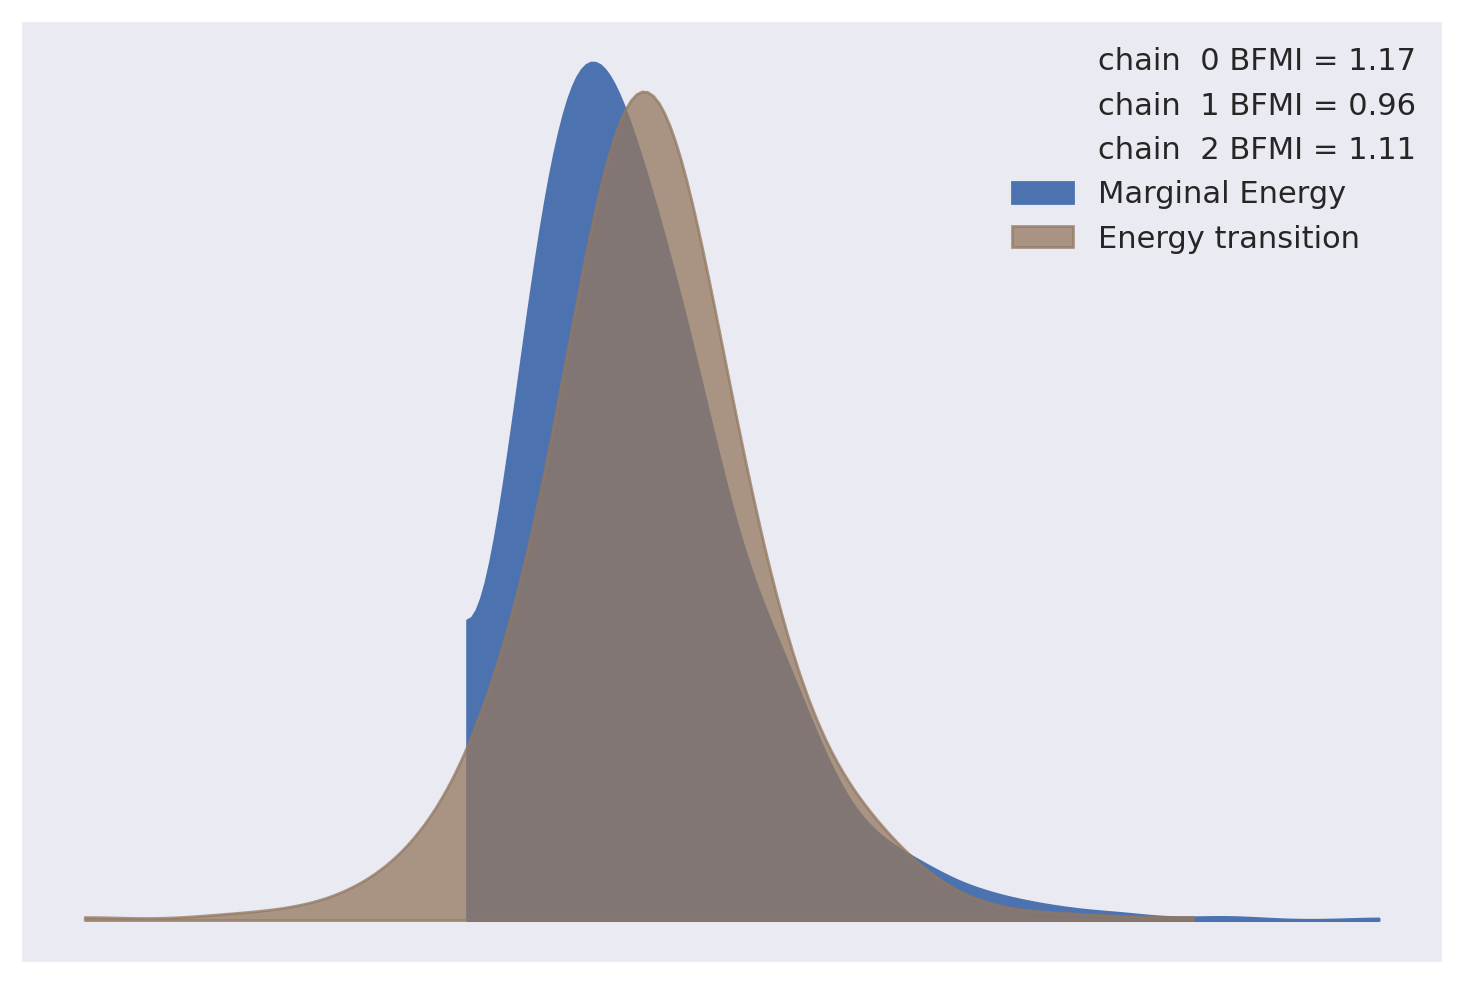 chain  0 BFMI = 1.17
chain  1 BFMI = 0.96
chain  2 BFMI = 1.11
Marginal Energy
Energy transition